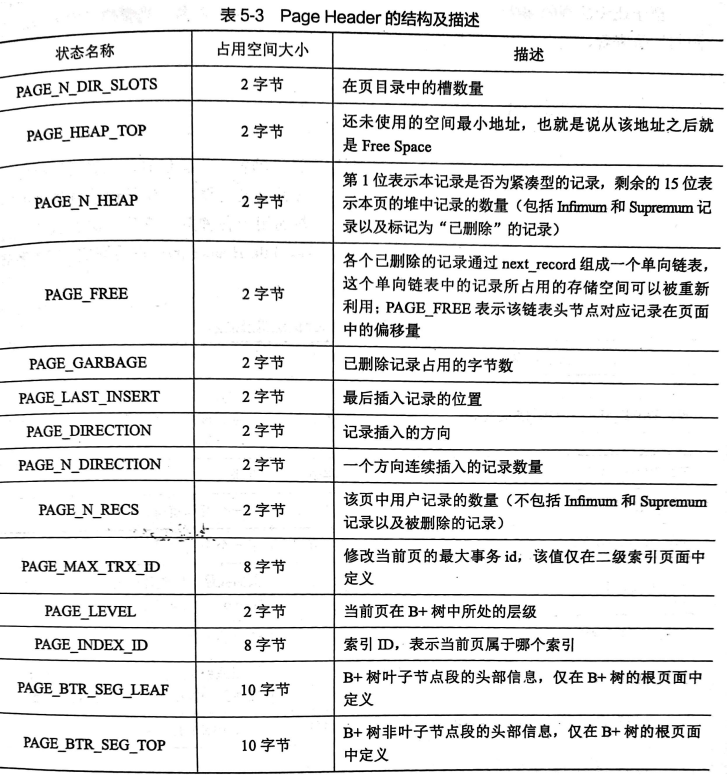 表 5-3 Page Header 的结构及描述
状态名称 占用空间大小 描述
PAGE_N_DIR_SLOTS 2 字节 在页目录中的槽数量
PAGE_HEAP_TOP 2 字节 还未使用的空间最小地址，也就是说从该地址之后就
是 Free Space
PAGE_N_HEAP 2 字节 第 1 位表示本记录是否为紧凑型的记录，剩余的 15 位表
示本页的堆中记录的数量（包括 Infimum 和 Supremum 记
录以及标记为“已删除”的记录）
PAGE_FREE 2 字节 各个已删除的记录通过 next_record 组成一个单向链表，
这个单向链表中的记录所占用的存储空间可以被重新
利用；PAGE_FREE 表示该链表头节点对应记录在页面
中的偏移量
PAGE_GARBAGE 2 字节 已删除记录占用的字节数
PAGE_LAST_INSERT 2 字节 最后插入记录的位置
PAGE_DIRECTION 2 字节 记录插入的方向
PAGE_N_DIRECTION 2 字节 一个方向连续插入的记录数量
PAGE_N_RECS 2 字节 该页中用户记录的数量（不包括 Infimum 和 Supremum
记录以及被删除的记录）
PAGE_MAX_TRX_ID 8 字节 修改当前页的最大事务 id，该值仅在二级索引页面中
定义
PAGE_LEVEL 2 字节 当前页在 B+ 树中所处的层级
PAGE_INDEX_ID 8 字节 索引 ID，表示当前页属于哪个索引
PAGE_BTR_SEG_LEAF 10 字节 B+ 树叶子节点段的头部信息，仅在 B+ 树的根页面中
定义
PAGE_BTR_SEG_TOP 10 字节 B+ 树非叶子节点段的头部信息，仅在 B+ 树的根页面
中定义